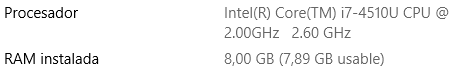 Procesador Intel(R) Core(TM) i7-4510U CPU @
2.00GHz 2.60 GHz
RAM instalada 8,00 GB (7,89 GB usable)